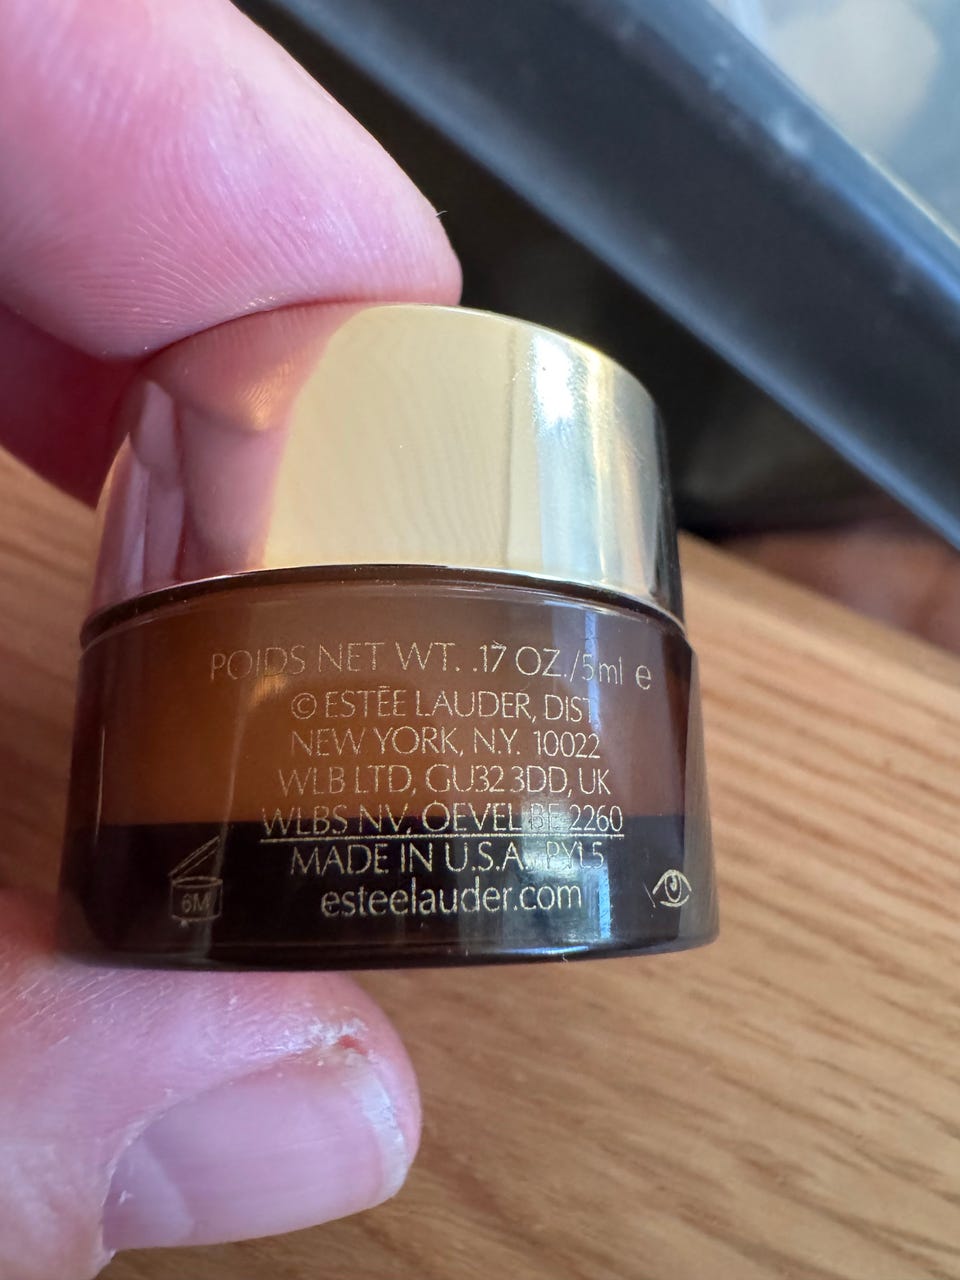 POIDS NET WT. .17 OZ./5ml e
© ESTĒE LAUDER, DIST.
NEW YORK, N.Y. 10022
WLB LTD, GU32 3DD, UK
WLBS NV, OEVEL BE 2260
MADE IN U.S.A. PYL5
esteelauder.com
6M